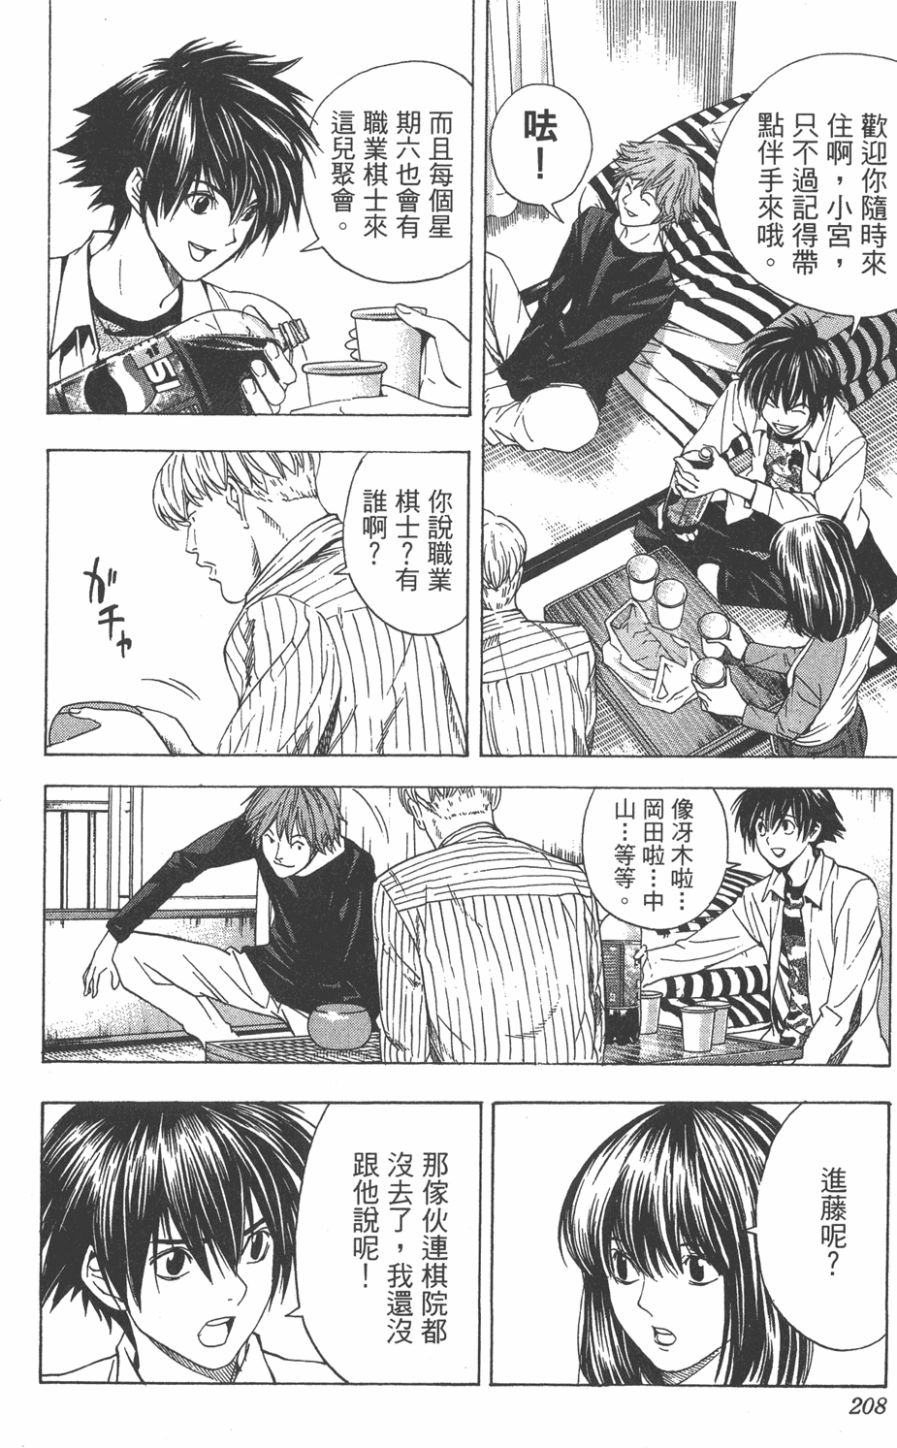 歡迎你隨時來
住啊，小宮，
只不過記得帶
點伴手來哦。
呿！
而且每個星
期六也會有
職業棋士來
這兒聚會。
你說職業
棋士？有
誰啊？
ガチャ
像冴木啦…
岡田啦…中
山…等等。
進藤呢？
那傢伙連棋院都
沒去了，我還沒
跟他說呢！
208